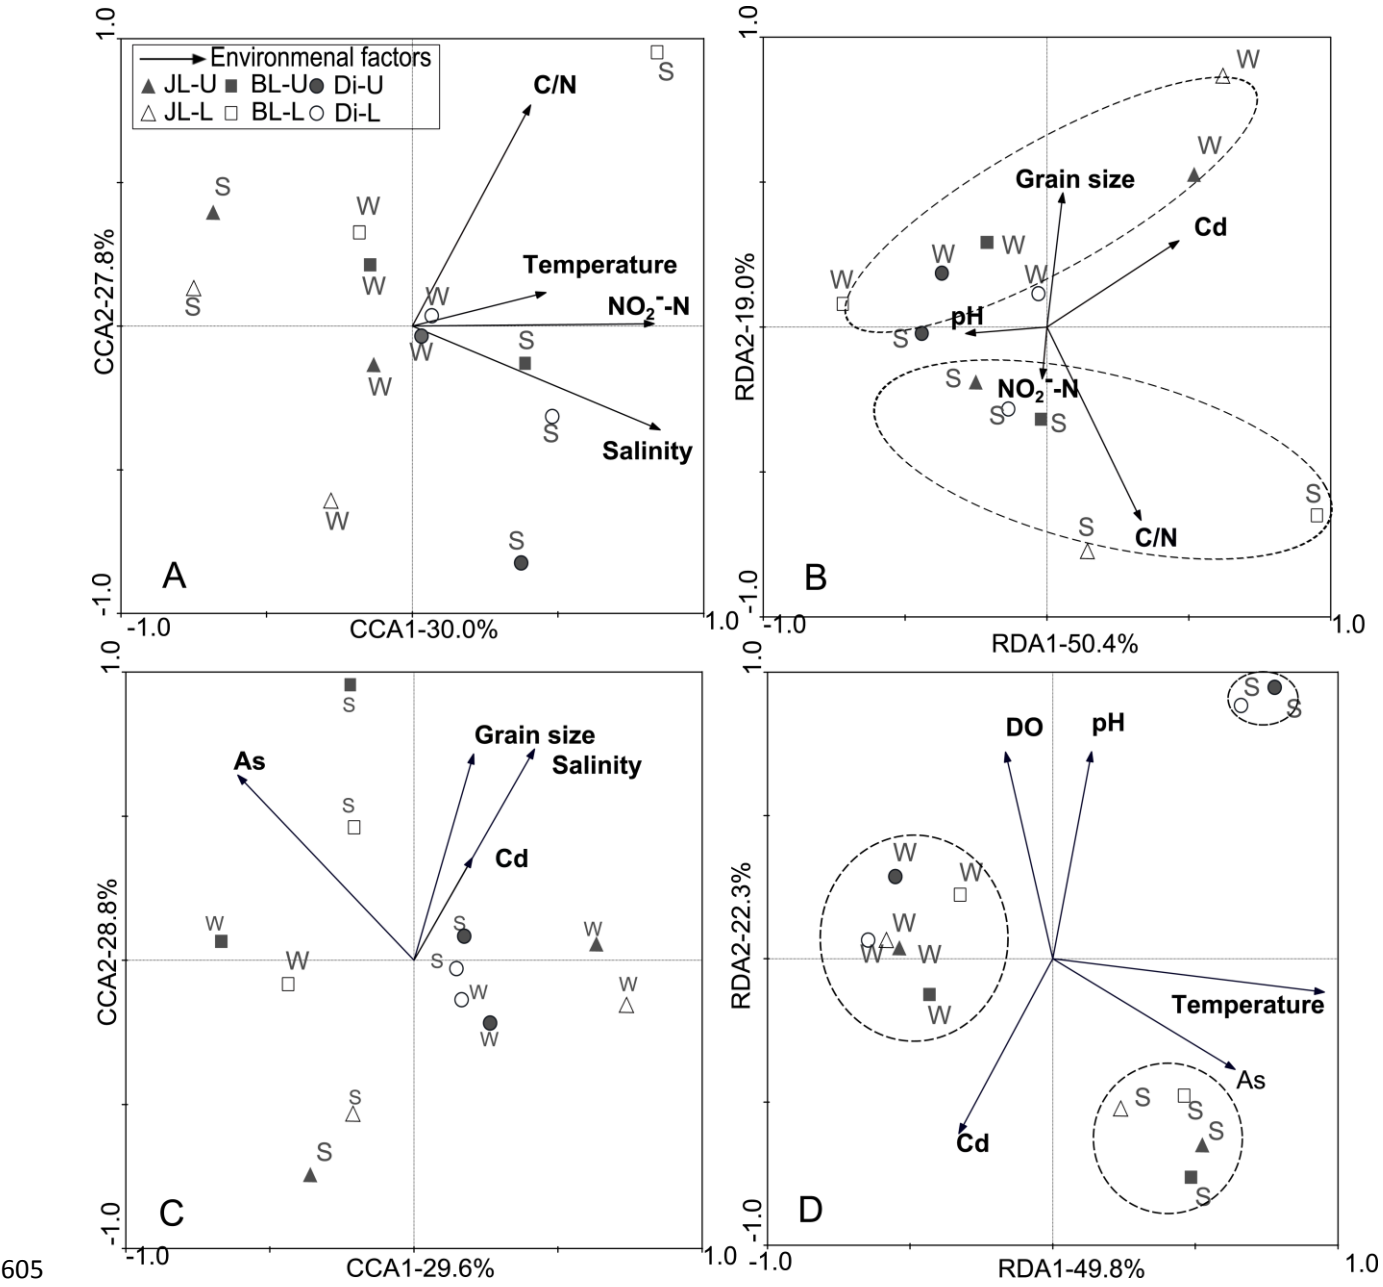 1.0
Environmenal factors
JL-U BL-U Di-U
JL-L BL-L Di-L
C/N
S
S
W
S
W
Temperature
W
NO2⁻-N
W
S
W
S
Salinity
W
S
A
CCA2-27.8%
-1.0
-1.0
CCA1-30.0%
1.0
1.0
W
W
Grain size
Cd
W
W
W
W
pH
S
S
NO2⁻-N
S
S
S
S
C/N
B
RDA2-19.0%
-1.0
-1.0
RDA1-50.4%
1.0
1.0
S
Grain size
As
Salinity
S
Cd
W
S
W
W
S
W
W
W
S
S
C
CCA2-28.8%
-1.0
-1.0
CCA1-29.6%
1.0
1.0
S
S
DO
pH
W
W
W
W
W
W
Temperature
As
S
S
S
Cd
S
D
RDA2-22.3%
-1.0
-1.0
RDA1-49.8%
1.0
605